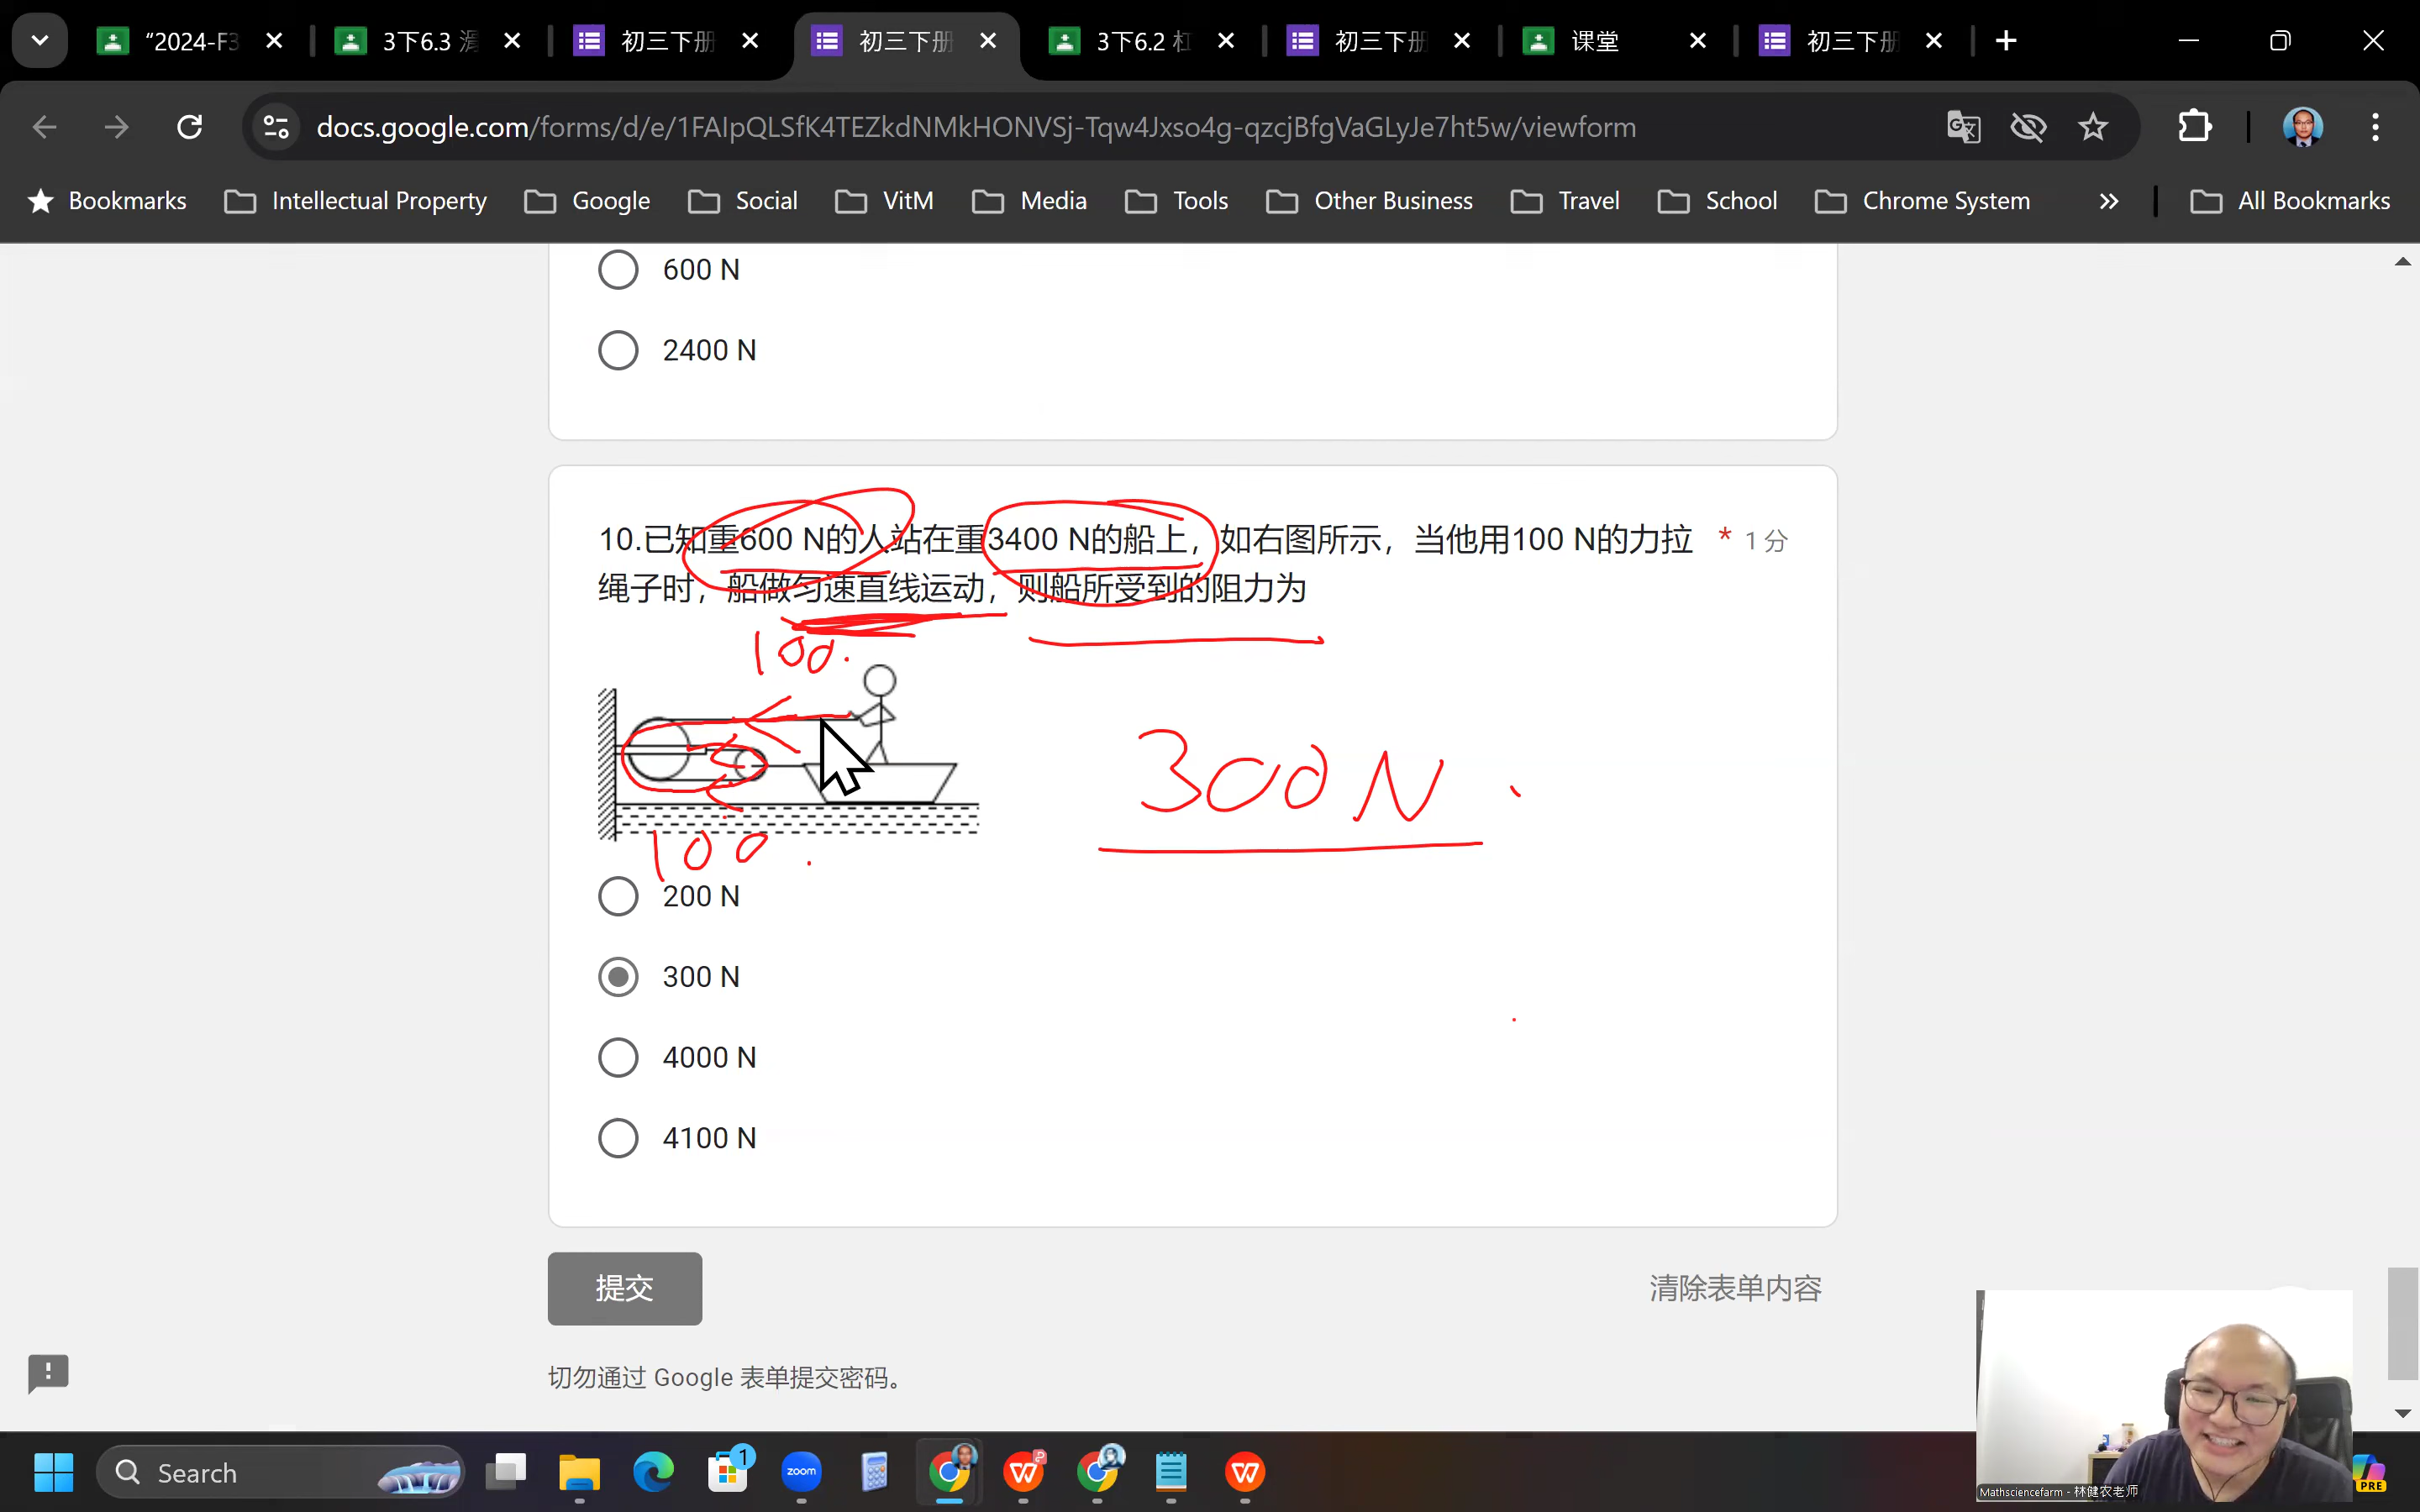 "2024-F3
3下6.3 滑
初三下册
初三下册
3下6.2 杠
初三下册
课堂
初三下册
docs.google.com/forms/d/e/1FAIpQLSfK4TEZkdNMkHONVSj-Tqw4Jxso4g-qzcjBfgVaGLyJe7ht5w/viewform
Bookmarks
Intellectual Property
Google
Social
VitM
Media
Tools
Other Business
Travel
School
Chrome System
All Bookmarks
600 N
2400 N
10.已知重600 N的人站在重3400 N的船上，如右图所示，当他用100 N的力拉 * 1 分
绳子时，船做匀速直线运动，则船所受到的阻力为
100.
300N
100
200 N
300 N
4000 N
4100 N
提交
清除表单内容
切勿通过 Google 表单提交密码。
Mathsciencefarm - 林健农老师
Search
1
zoom
PRE